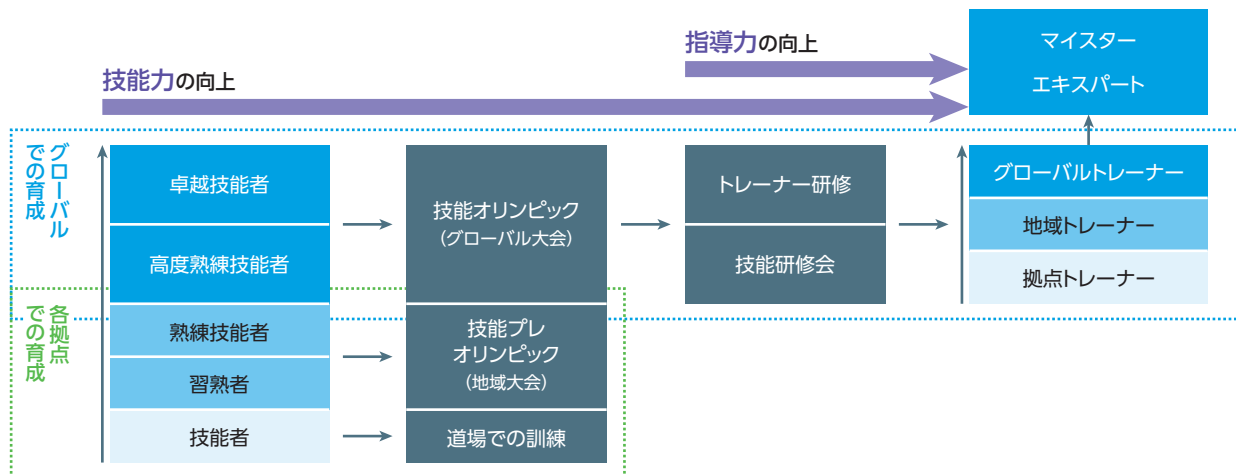 指導力の向上
技能力の向上
マイスター
エキスパート
グローバル
での育成
卓越技能者
高度熟練技能者
技能オリンピック
(グローバル大会)
トレーナー研修
技能研修会
グローバルトレーナー
地域トレーナー
拠点トレーナー
各拠点
での育成
熟練技能者
習熟者
技能者
技能プレ
オリンピック
(地域大会)
道場での訓練